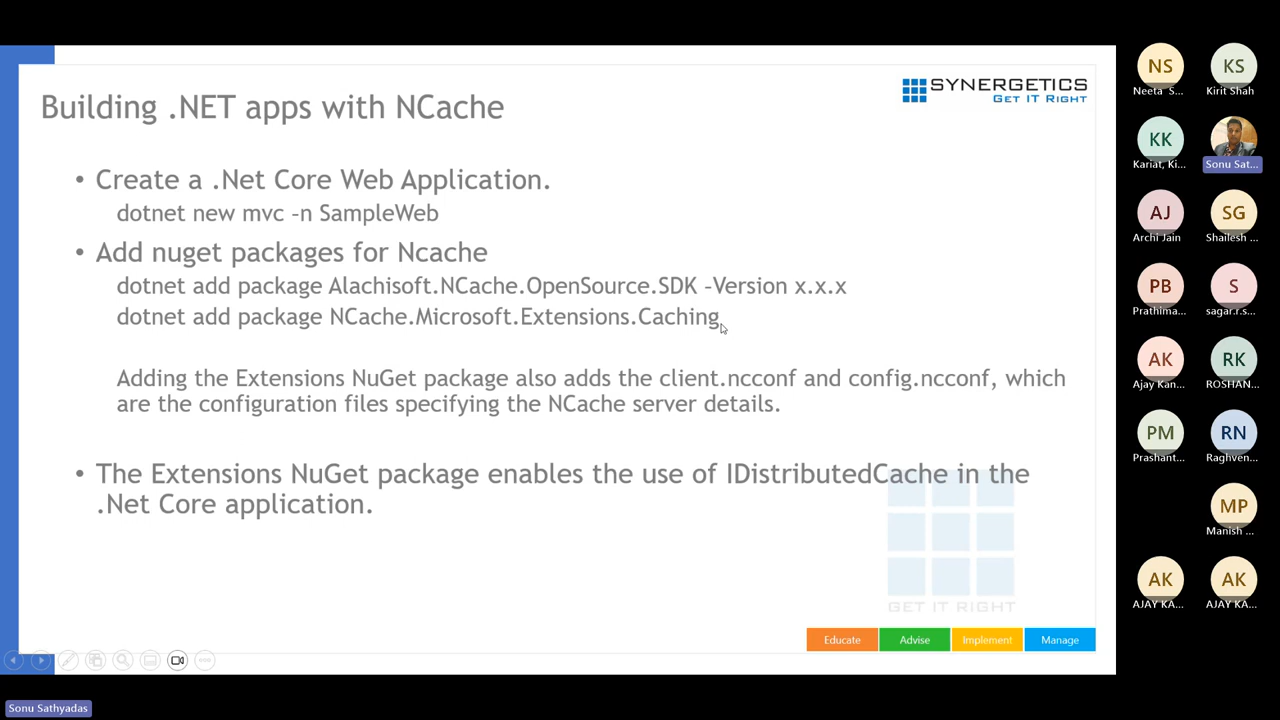 Building .NET apps with NCache
SYNERGETICS
GET IT RIGHT
• Create a .Net Core Web Application.
dotnet new mvc –n SampleWeb
• Add nuget packages for Ncache
dotnet add package Alachisoft.NCache.OpenSource.SDK –Version x.x.x
dotnet add package NCache.Microsoft.Extensions.Caching
Adding the Extensions NuGet package also adds the client.ncconf and config.ncconf, which
are the configuration files specifying the NCache server details.
• The Extensions NuGet package enables the use of IDistributedCache in the
.Net Core application.
GET IT RIGHT
Educate Advise Implement Manage
Sonu Sathyadas
NS KS
Neeta S... Kirit Shah
KK
Kariat, Ki... Sonu Sat...
AJ SG
Archi Jain Shailesh ...
PB S
Prathima... sagar.r.s...
AK RK
Ajay Kan... ROSHAN...
PM RN
Prashant... Raghven...
MP
Manish ...
AK AK
AJAY KA... AJAY KA...